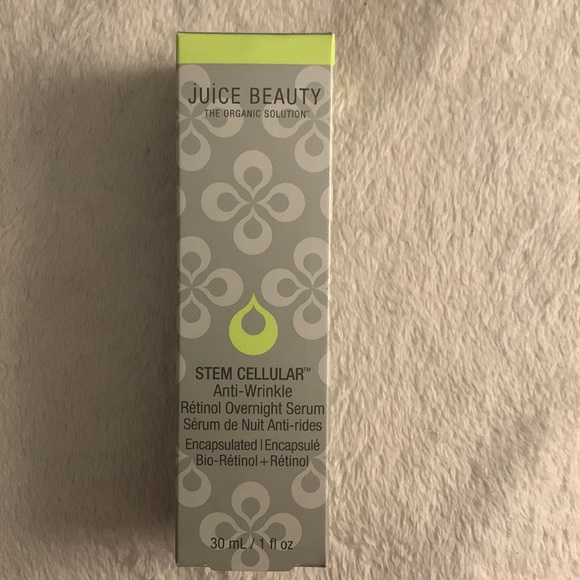 juice BEAUTY
THE ORGANIC SOLUTION™
STEM CELLULAR™
Anti-Wrinkle
Rétinol Overnight Serum
Sérum de Nuit Anti-rides
Encapsulated | Encapsulé
Bio-Rétinol + Rétinol
30 mL / 1 fl oz